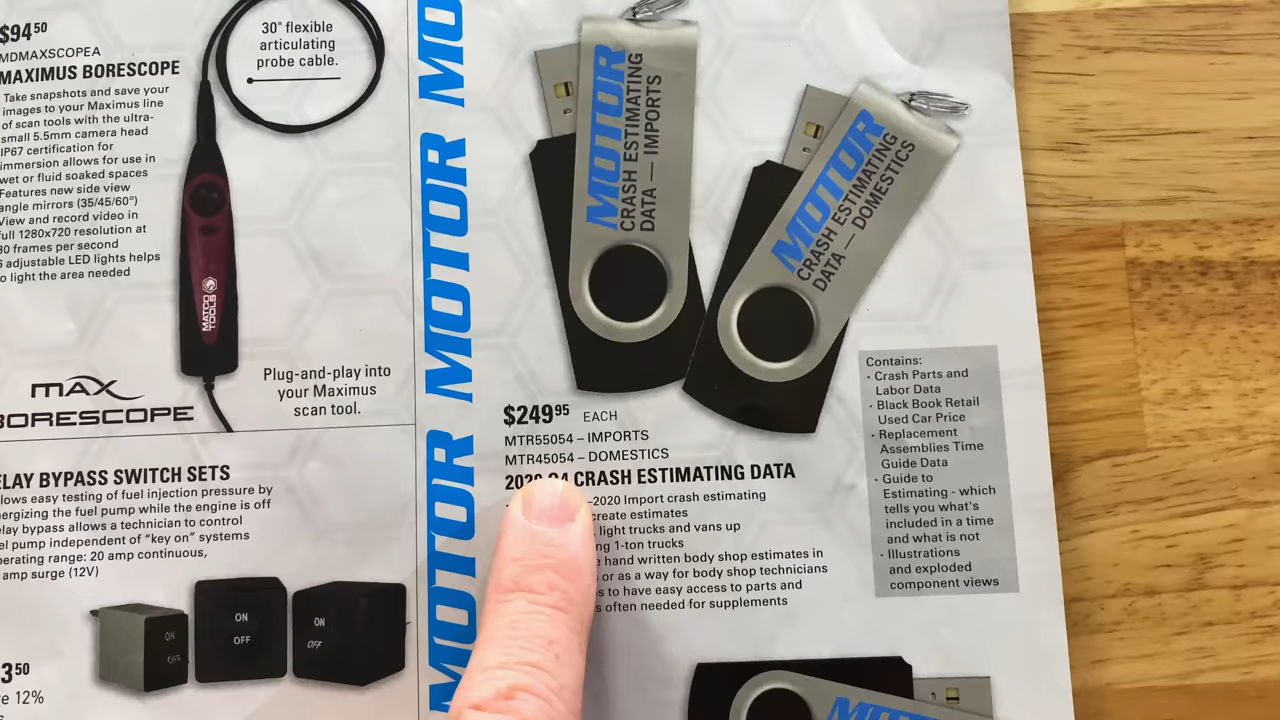 $94.50
MDMAXSCOPEA
MAXIMUS BORESCOPE
Take snapshots and save your
images to your Maximus line
of scan tools with the ultra-
small 5.5mm camera head
IP67 certification for
immersion allows for use in
wet or fluid soaked spaces
Features new side view
angle mirrors (35/45/60°)
View and record video in
full 1280x720 resolution at
30 frames per second
adjustable LED lights helps
to light the area needed
30" flexible
articulating
probe cable.
MATCO
TOOLS
Plug-and-play into
your Maximus
scan tool.
MAX
BORESCOPE
ELAY BYPASS SWITCH SETS
lows easy testing of fuel injection pressure by
nergizing the fuel pump while the engine is off
elay bypass allows a technician to control
el pump independent of "key on" systems
perating range: 20 amp continuous,
amp surge (12V)
ON
OFF
ON
OFF
ON
OFF
3.50
e 12%
MOTOR MOTOR MOTOR
MOTOR
CRASH ESTIMATING
DATA — IMPORTS
MOTOR
CRASH ESTIMATING
DATA — DOMESTICS
$249.95 EACH
MTR55054 – IMPORTS
MTR45054 – DOMESTICS
2020 Q4 CRASH ESTIMATING DATA
-2020 Import crash estimating
create estimates
light trucks and vans up
ng 1-ton trucks
hand written body shop estimates in
or as a way for body shop technicians
s to have easy access to parts and
s often needed for supplements
Contains:
· Crash Parts and
Labor Data
· Black Book Retail
Used Car Price
· Replacement
Assemblies Time
Guide Data
· Guide to
Estimating - which
tells you what's
included in a time
and what is not
· Illustrations
and exploded
component views
MOTOR